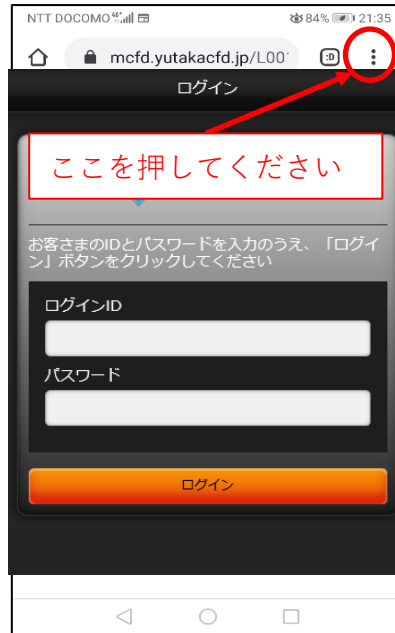 NTT DOCOMO 84% 21:35
mcfd.yutakacfd.jp/L001 :D
ログイン
ここを押してください
お客さまのIDとパスワードを入力のうえ、「ログイ
ン」ボタンをクリックしてください
ログインID
パスワード
ログイン